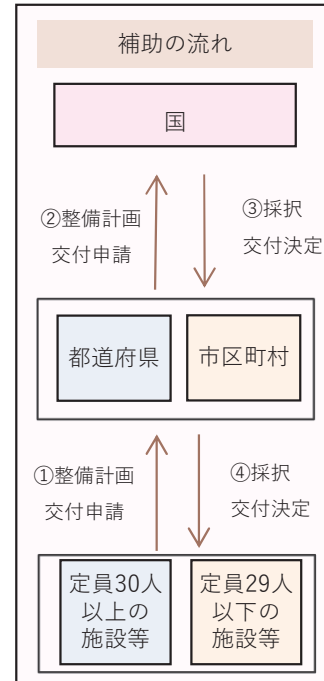 補助の流れ
国
②整備計画
交付申請
③採択
交付決定
都道府県
市区町村
①整備計画
交付申請
④採択
交付決定
定員30人
以上の
施設等
定員29人
以下の
施設等